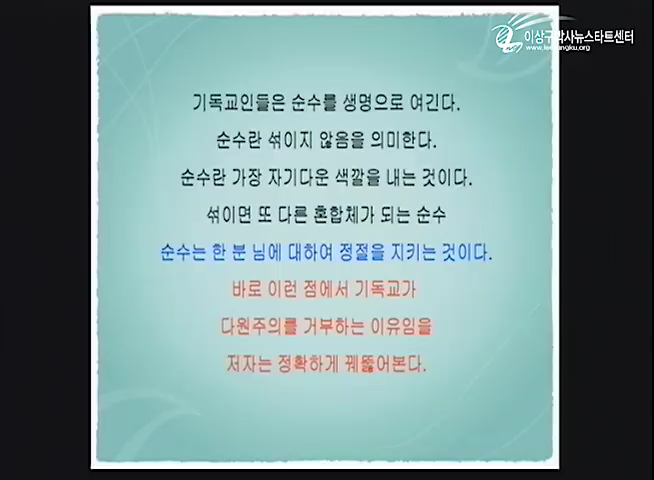 이상구박사뉴스타트센터
기독교인들은 순수를 생명으로 여긴다.
순수란 섞이지 않음을 의미한다.
순수란 가장 자기다운 색깔을 내는 것이다.
섞이면 또 다른 혼합체가 되는 순수
순수는 한 분 님에 대하여 정절을 지키는 것이다.
바로 이런 점에서 기독교가
다원주의를 거부하는 이유임을
저자는 정확하게 꿰뚫어본다.